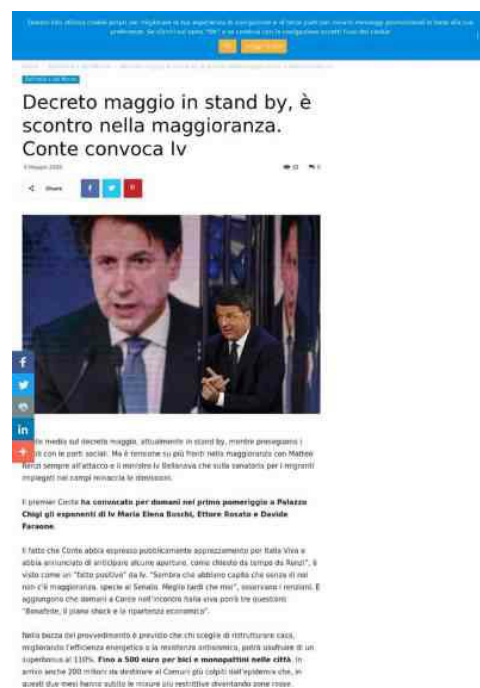 Decreto maggio in stand by, è
scontro nella maggioranza.
Conte convoca Iv
Share
media sul decreto maggio, attualmente in stand by, mentre proseguono i
con le parti sociali. Ma è tensione su più fronti nella maggioranza con Matteo
Renzi sempre all'attacco e il ministro Iv Bellanova che sulla sanatoria per i migranti
impiegati nei campi minaccia le dimissioni.
Il premier Conte ha convocato per domani nel primo pomeriggio a Palazzo
Chigi gli esponenti di Iv Maria Elena Boschi, Ettore Rosato e Davide
Faraone.
Il fatto che Conte abbia espresso pubblicamente apprezzamento per Italia Viva e
abbia annunciato di anticipare alcune aperture, come chiesto da tempo da Renzi", è
visto come un "fatto positivo" da Iv. "Sembra che abbiano capito che senza di noi
non c'è maggioranza, specie al Senato. Meglio tardi che mai", osservano i renziani. E
aggiungono che domani a Conte nell'incontro Italia viva porrà tre questioni:
"Bonafede, il piano shock e la ripartenza economica".
Nella bozza del provvedimento è previsto che chi sceglie di ristrutturare casa,
migliorando l'efficienza energetica o la resistenza antisismica, potrà usufruire di un
superbonus al 110%. Fino a 500 euro per bici e monopattini nelle città. In
arrivo anche 200 milioni da destinare ai Comuni più colpiti dall'epidemia che, in
questi due mesi hanno subito le misure più restrittive diventando zone rosse.